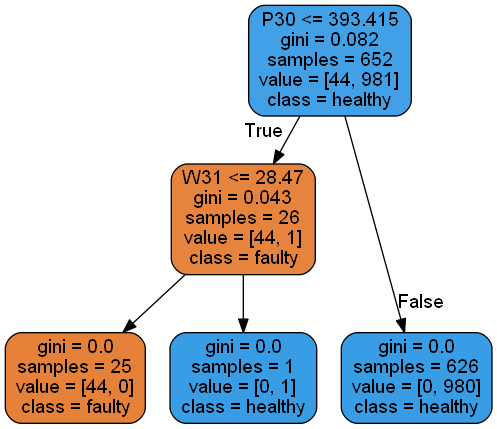 P30 <= 393.415
gini = 0.082
samples = 652
value = [44, 981]
class = healthy
True
W31 <= 28.47
gini = 0.043
samples = 26
value = [44, 1]
class = faulty
False
gini = 0.0
samples = 25
value = [44, 0]
class = faulty
gini = 0.0
samples = 1
value = [0, 1]
class = healthy
gini = 0.0
samples = 626
value = [0, 980]
class = healthy